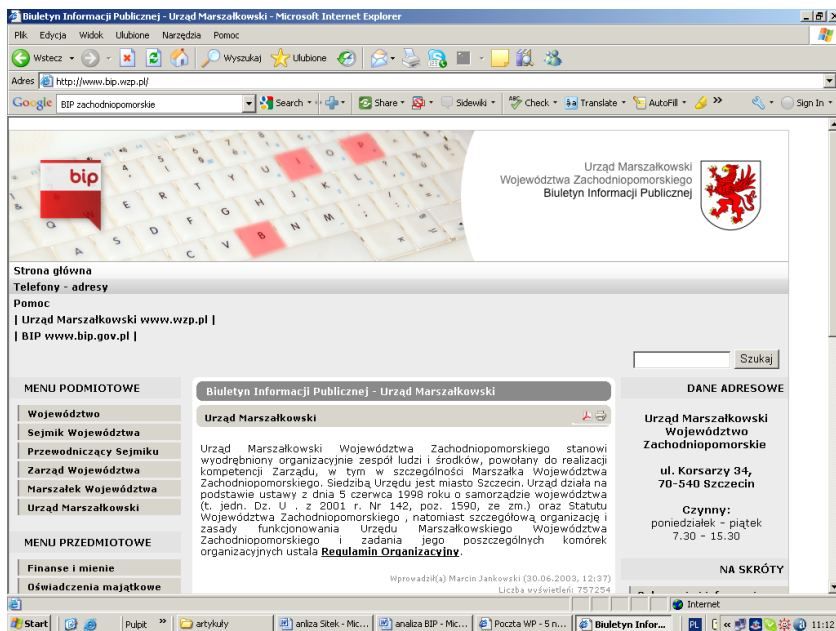 Biuletyn Informacji Publicznej - Urząd Marszałkowski - Microsoft Internet Explorer
Plik Edycja Widok Ulubione Narzędzia Pomoc
Wstecz Wyszukaj Ulubione
Adres http://www.bip.wzp.pl/
Google BIP zachodniopomorskie Search Share Sidewiki Check Translate AutoFill Sign In
bip
Urząd Marszałkowski
Województwa Zachodniopomorskiego
Biuletyn Informacji Publicznej
Strona główna
Telefony - adresy
Pomoc
| Urząd Marszałkowski www.wzp.pl |
| BIP www.bip.gov.pl |
Szukaj
MENU PODMIOTOWE
Województwo
Sejmik Województwa
Przewodniczący Sejmiku
Zarząd Województwa
Marszałek Województwa
Urząd Marszałkowski
MENU PRZEDMIOTOWE
Finanse i mienie
Oświadczenia majątkowe
Biuletyn Informacji Publicznej - Urząd Marszałkowski
Urząd Marszałkowski
Urząd Marszałkowski Województwa Zachodniopomorskiego stanowi
wyodrębniony organizacyjnie zespół ludzi i środków, powołany do realizacji
kompetencji Zarządu, w tym w szczególności Marszałka Województwa
Zachodniopomorskiego. Siedzibą Urzędu jest miasto Szczecin. Urząd działa na
podstawie ustawy z dnia 5 czerwca 1998 roku o samorządzie województwa
(t. jedn. Dz. U . z 2001 r. Nr 142, poz. 1590, ze zm.) oraz Statutu
Województwa Zachodniopomorskiego , natomiast szczegółową organizację i
zasady funkcjonowania Urzędu Marszałkowskiego Województwa
Zachodniopomorskiego i zadania jego poszczególnych komórek
organizacyjnych ustala Regulamin Organizacyjny.
Wprowadził(a) Marcin Jankowski (30.06.2003, 12:37)
Liczba wyświetleń: 757254
DANE ADRESOWE
Urząd Marszałkowski
Województwo
Zachodniopomorskie
ul. Korsarzy 34,
70-540 Szczecin
Czynny:
poniedziałek - piątek
7.30 - 15.30
NA SKRÓTY
Internet
Start Pulpit » artykuły anliza Sitek - Mic... analiza BIP - Mic... Poczta WP - 5 n... Biuletyn Infor... PL « 11:12